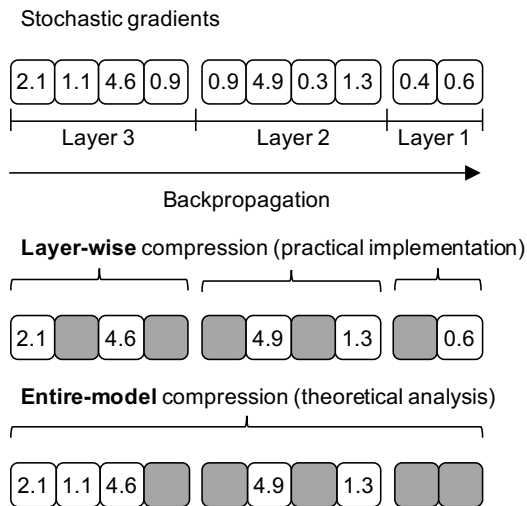 Stochastic gradients
2.1 1.1 4.6 0.9 0.9 4.9 0.3 1.3 0.4 0.6
Layer 3 Layer 2 Layer 1
Backpropagation
Layer-wise compression (practical implementation)
2.1 4.6 4.9 1.3 0.6
Entire-model compression (theoretical analysis)
2.1 1.1 4.6 4.9 1.3